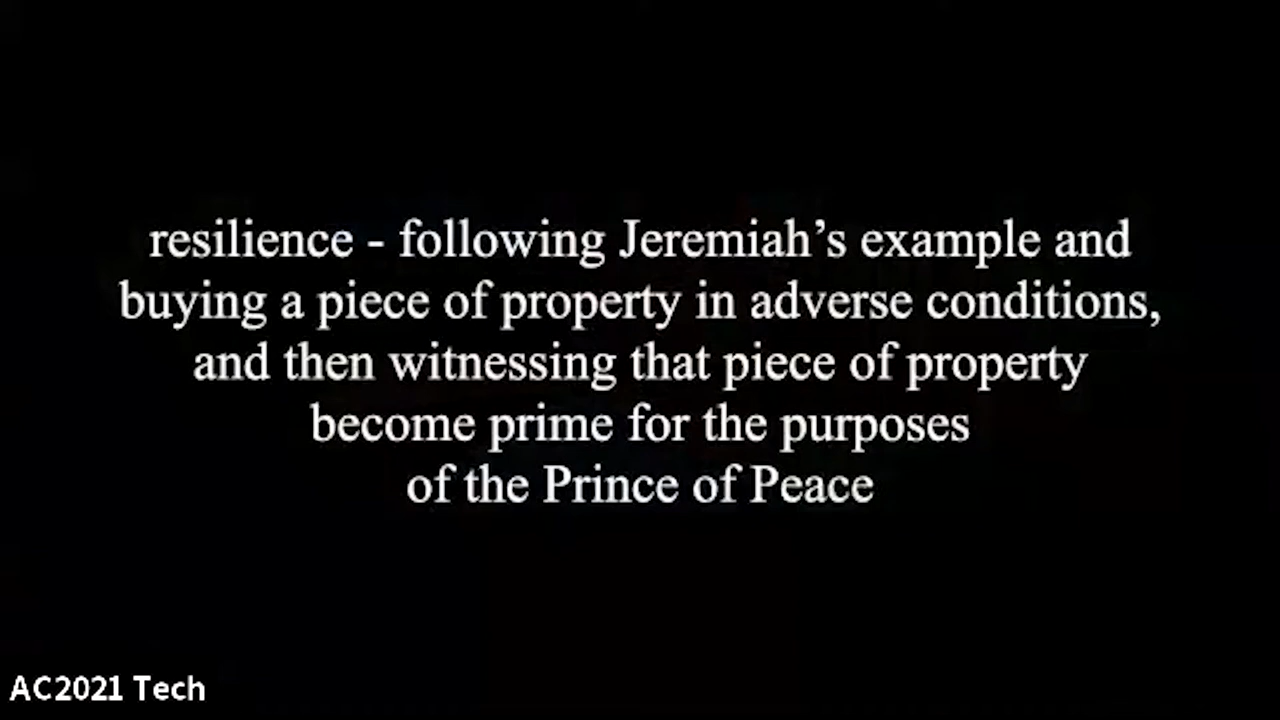 resilience - following Jeremiah’s example and
buying a piece of property in adverse conditions,
and then witnessing that piece of property
become prime for the purposes
of the Prince of Peace
AC2021 Tech